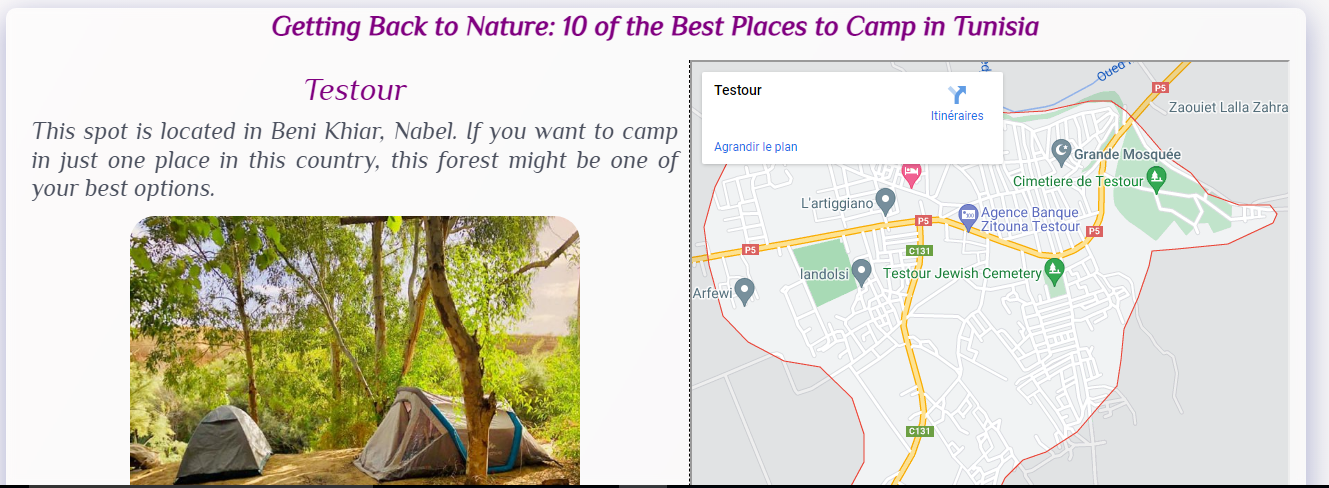 Getting Back to Nature: 10 of the Best Places to Camp in Tunisia
Testour
This spot is located in Beni Khiar, Nabel. If you want to camp
in just one place in this country, this forest might be one of
your best options.
Testour
Itinéraires
Agrandir le plan
Oued
P5
Zaouiet Lalla Zahra
Grande Mosquée
Cimetiere de Testour
L'artiggiano
P5
Agence Banque
Zitouna Testour
P5
P5
C131
Iandolsi
Testour Jewish Cemetery
Arfewi
C131